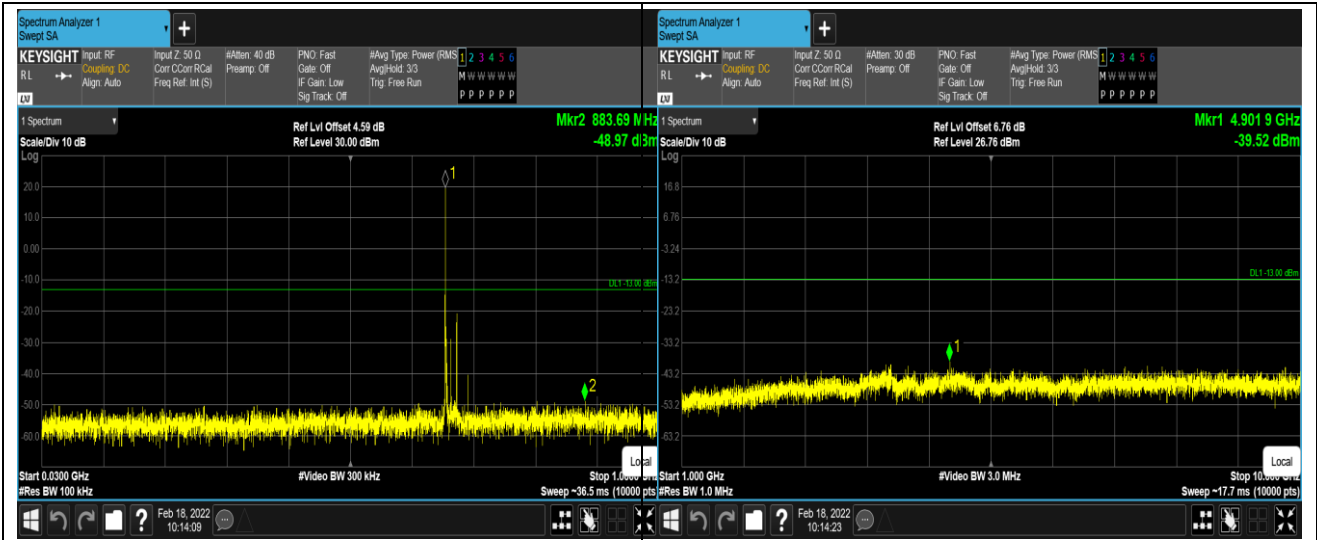 Spectrum Analyzer 1
Swept SA
+
KEYSIGHT
RL
LXI
Input: RF
Coupling: DC
Align: Auto
Input Z: 50 Ω
Corr CCorr RCal
Freq Ref: Int (S)
#Atten: 40 dB
Preamp: Off
PNO: Fast
Gate: Off
IF Gain: Low
Sig Track: Off
#Avg Type: Power (RMS
Avg|Hold: 3/3
Trig: Free Run
1 2 3 4 5 6
M W W W W W
P P P P P P
1 Spectrum
Scale/Div 10 dB
Log
Ref Lvl Offset 4.59 dB
Ref Level 30.00 dBm
Mkr2 883.69 MHz
-48.97 dBm
20.0
10.0
0.00
-10.0
-20.0
-30.0
-40.0
-50.0
-60.0
1
DL1 -13.00 dBm
2
Local
Start 0.0300 GHz
#Res BW 100 kHz
#Video BW 300 kHz
Stop 1.0000 GHz
Sweep ~36.5 ms (10000 pts)
?
Feb 18, 2022
10:14:09
Spectrum Analyzer 1
Swept SA
+
KEYSIGHT
RL
LXI
Input: RF
Coupling: DC
Align: Auto
Input Z: 50 Ω
Corr CCorr RCal
Freq Ref: Int (S)
#Atten: 30 dB
Preamp: Off
PNO: Fast
Gate: Off
IF Gain: Low
Sig Track: Off
#Avg Type: Power (RMS
Avg|Hold: 3/3
Trig: Free Run
1 2 3 4 5 6
M W W W W W
P P P P P P
1 Spectrum
Scale/Div 10 dB
Log
Ref Lvl Offset 6.76 dB
Ref Level 26.76 dBm
Mkr1 4.901 9 GHz
-39.52 dBm
16.8
6.76
-3.24
-13.2
-23.2
-33.2
-43.2
-53.2
-63.2
DL1 -13.00 dBm
1
Local
Start 1.000 GHz
#Res BW 1.0 MHz
#Video BW 3.0 MHz
Stop 10.000 GHz
Sweep ~17.7 ms (10000 pts)
?
Feb 18, 2022
10:14:23